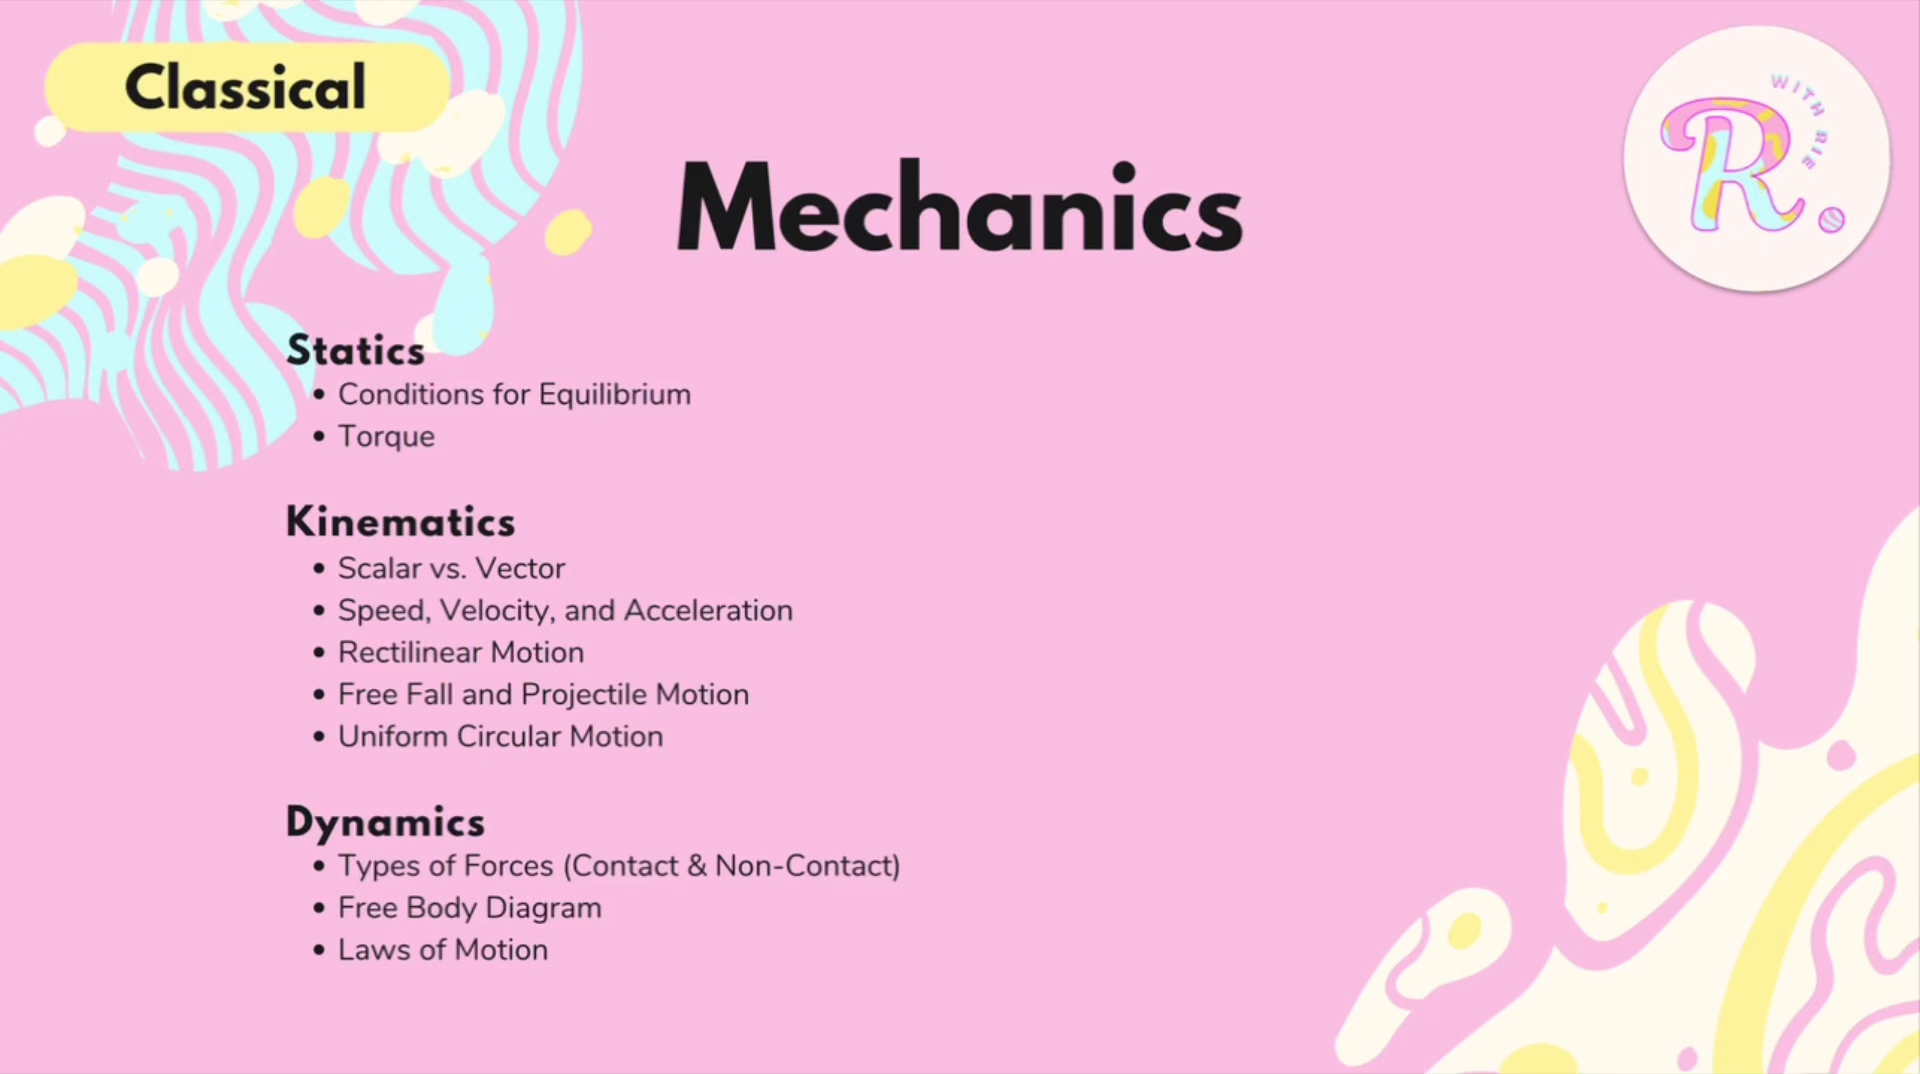 Classical
WITH RIE
R.
Mechanics
Statics
• Conditions for Equilibrium
• Torque
Kinematics
• Scalar vs. Vector
• Speed, Velocity, and Acceleration
• Rectilinear Motion
• Free Fall and Projectile Motion
• Uniform Circular Motion
Dynamics
• Types of Forces (Contact & Non-Contact)
• Free Body Diagram
• Laws of Motion